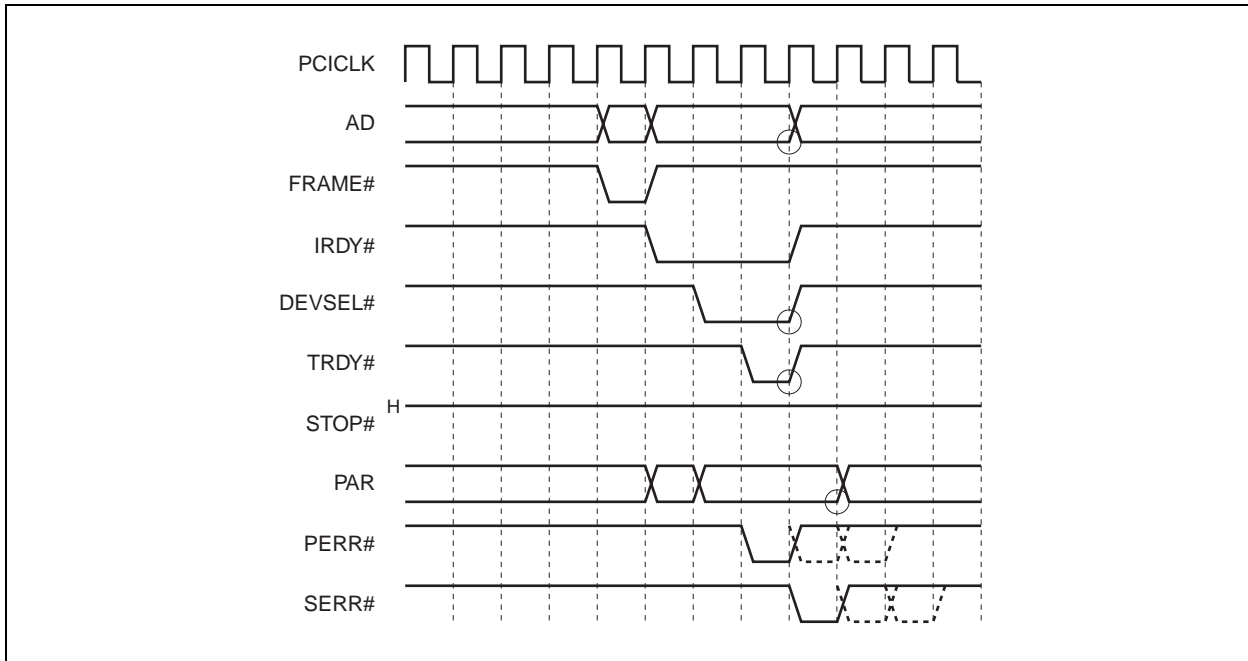 PCICLK
AD
FRAME#
IRDY#
DEVSEL#
TRDY#
H
STOP#
PAR
PERR#
SERR#